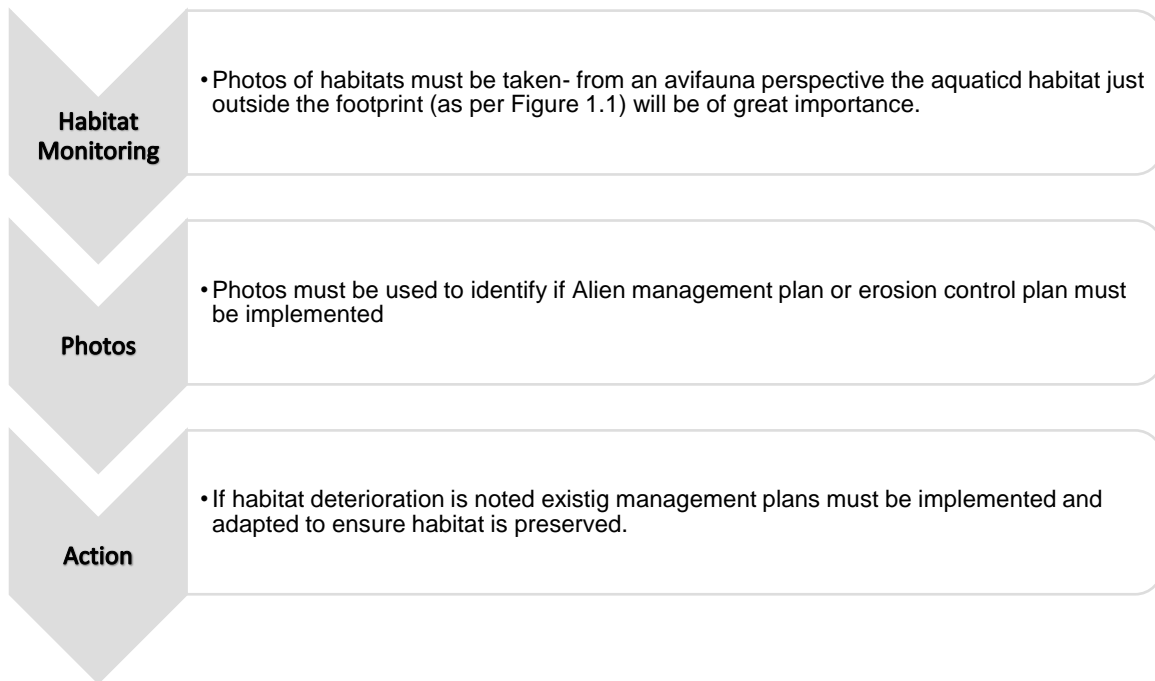 Habitat
Monitoring
• Photos of habitats must be taken- from an avifauna perspective the aquaticd habitat just
outside the footprint (as per Figure 1.1) will be of great importance.
Photos
• Photos must be used to identify if Alien management plan or erosion control plan must
be implemented
Action
• If habitat deterioration is noted existig management plans must be implemented and
adapted to ensure habitat is preserved.